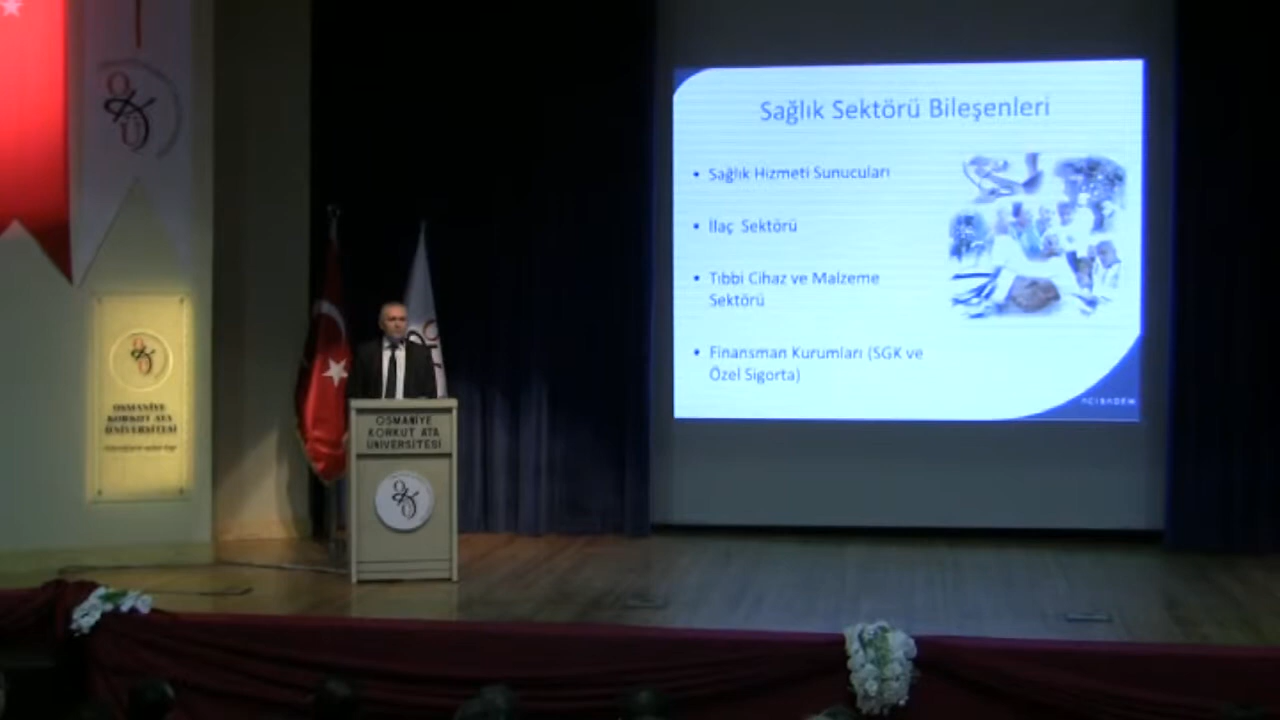 Sağlık Sektörü Bileşenleri
• Sağlık Hizmeti Sunucuları
• İlaç Sektörü
• Tıbbi Cihaz ve Malzeme
Sektörü
• Finansman Kurumları (SGK ve
Özel Sigorta)
ACIBADEM
OSMANİYE
KORKUT ATA
ÜNİVERSİTESİ
OSMANİYE
KORKUT ATA
ÜNİVERSİTESİ